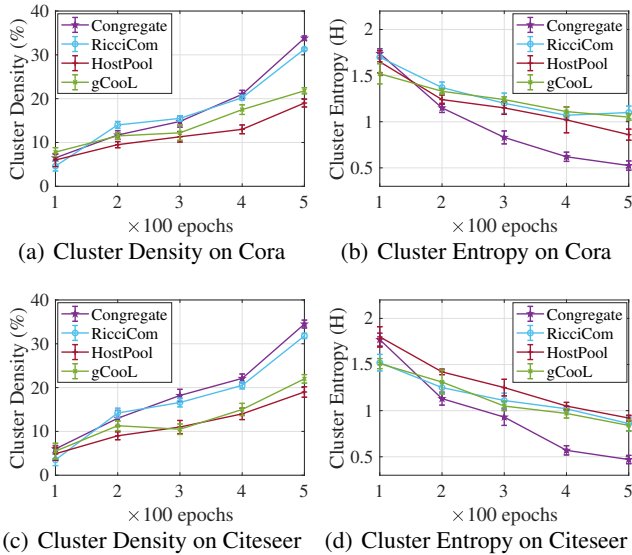 Cluster Density (%)
40
30
20
10
0
Congregate
RicciCom
HostPool
gCooL
1 2 3 4 5
×100 epochs
(a) Cluster Density on Cora
Cluster Entropy (H)
2
1.5
1
0.5
Congregate
RicciCom
HostPool
gCooL
1 2 3 4 5
×100 epochs
(b) Cluster Entropy on Cora
Cluster Density (%)
40
30
20
10
0
Congregate
RicciCom
HostPool
gCooL
1 2 3 4 5
×100 epochs
(c) Cluster Density on Citeseer
Cluster Entropy (H)
2
1.5
1
0.5
Congregate
RicciCom
HostPool
gCooL
1 2 3 4 5
×100 epochs
(d) Cluster Entropy on Citeseer